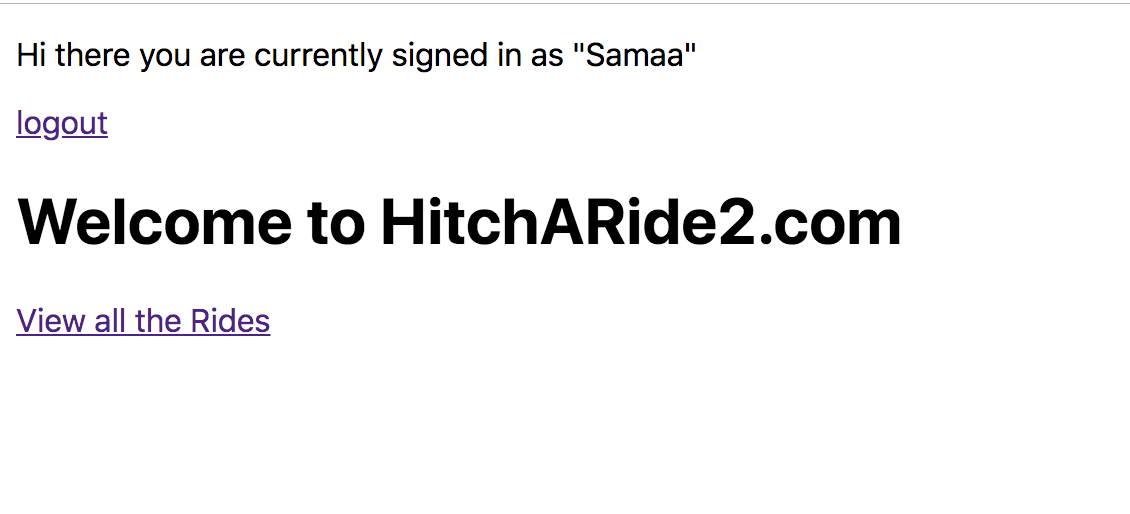 Hi there you are currently signed in as "Samaa"
logout
Welcome to HitchARide2.com
View all the Rides